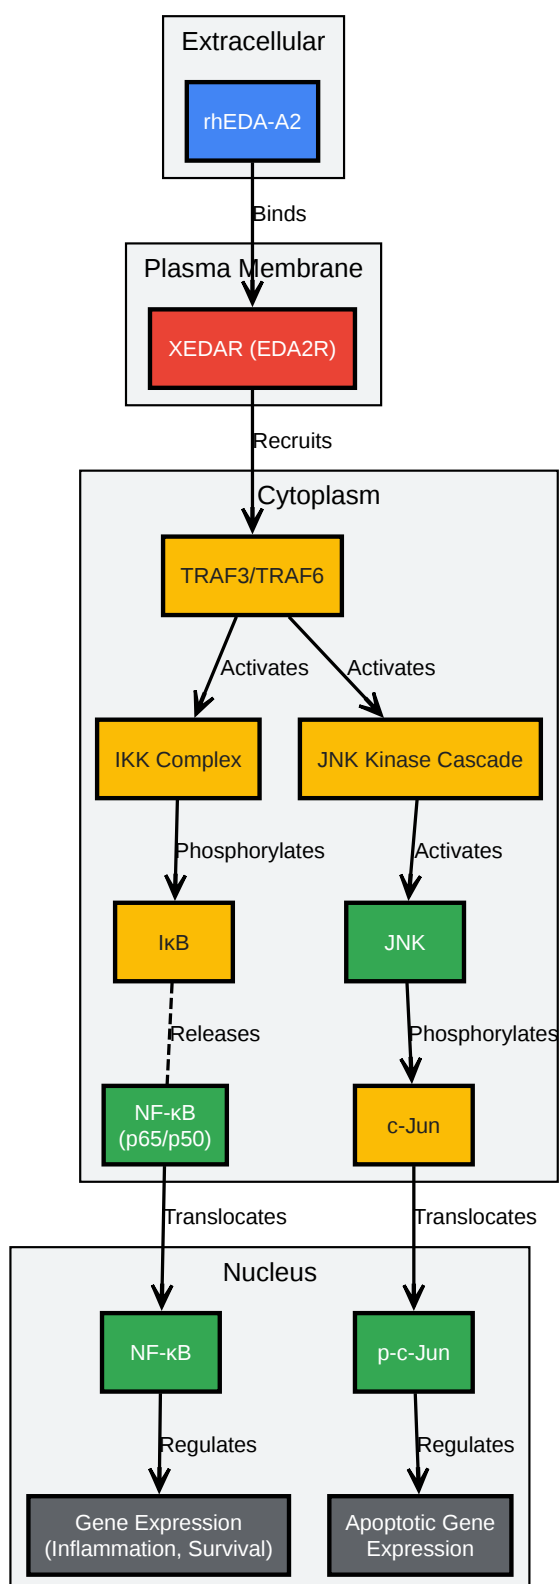 Extracellular
rhEDA-A2
Binds
Plasma Membrane
XEDAR (EDA2R)
Recruits
Cytoplasm
TRAF3/TRAF6
Activates
Activates
IKK Complex
JNK Kinase Cascade
Phosphorylates
Activates
IκB
JNK
Releases
Phosphorylates
NF-κB
(p65/p50)
c-Jun
Translocates
Translocates
Nucleus
NF-κB
p-c-Jun
Regulates
Regulates
Gene Expression
(Inflammation, Survival)
Apoptotic Gene
Expression